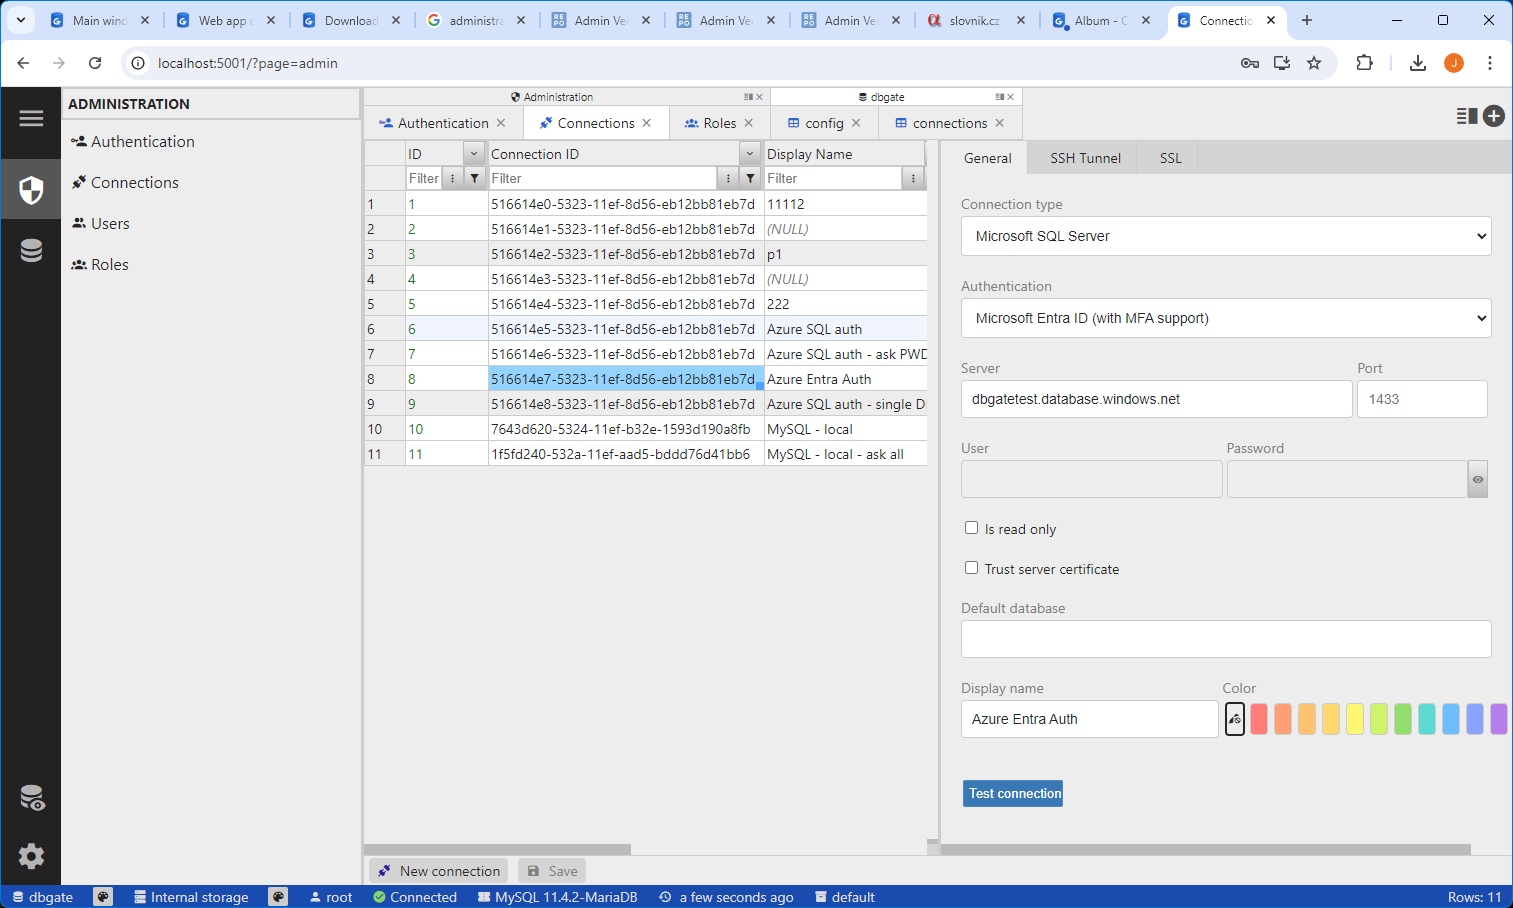 Main wind
Web app c
Download
administra
Admin Ve
Admin Ve
Admin Ve
slovnik.cz
Album - C
Connectio
localhost:5001/?page=admin
J
ADMINISTRATION
Authentication
Connections
Users
Roles
Administration
dbgate
Authentication
Connections
Roles
config
connections
ID
Connection ID
Display Name
Filter
Filter
Filter
1 1 516614e0-5323-11ef-8d56-eb12bb81eb7d 11112
2 2 516614e1-5323-11ef-8d56-eb12bb81eb7d (NULL)
3 3 516614e2-5323-11ef-8d56-eb12bb81eb7d p1
4 4 516614e3-5323-11ef-8d56-eb12bb81eb7d (NULL)
5 5 516614e4-5323-11ef-8d56-eb12bb81eb7d 222
6 6 516614e5-5323-11ef-8d56-eb12bb81eb7d Azure SQL auth
7 7 516614e6-5323-11ef-8d56-eb12bb81eb7d Azure SQL auth - ask PWD
8 8 516614e7-5323-11ef-8d56-eb12bb81eb7d Azure Entra Auth
9 9 516614e8-5323-11ef-8d56-eb12bb81eb7d Azure SQL auth - single D
10 10 7643d620-5324-11ef-b32e-1593d190a8fb MySQL - local
11 11 1f5fd240-532a-11ef-aad5-bddd76d41bb6 MySQL - local - ask all
General
SSH Tunnel
SSL
Connection type
Microsoft SQL Server
Authentication
Microsoft Entra ID (with MFA support)
Server
Port
dbgatetest.database.windows.net
1433
User
Password
Is read only
Trust server certificate
Default database
Display name
Color
Azure Entra Auth
Test connection
New connection
Save
dbgate
Internal storage
root
Connected
MySQL 11.4.2-MariaDB
a few seconds ago
default
Rows: 11